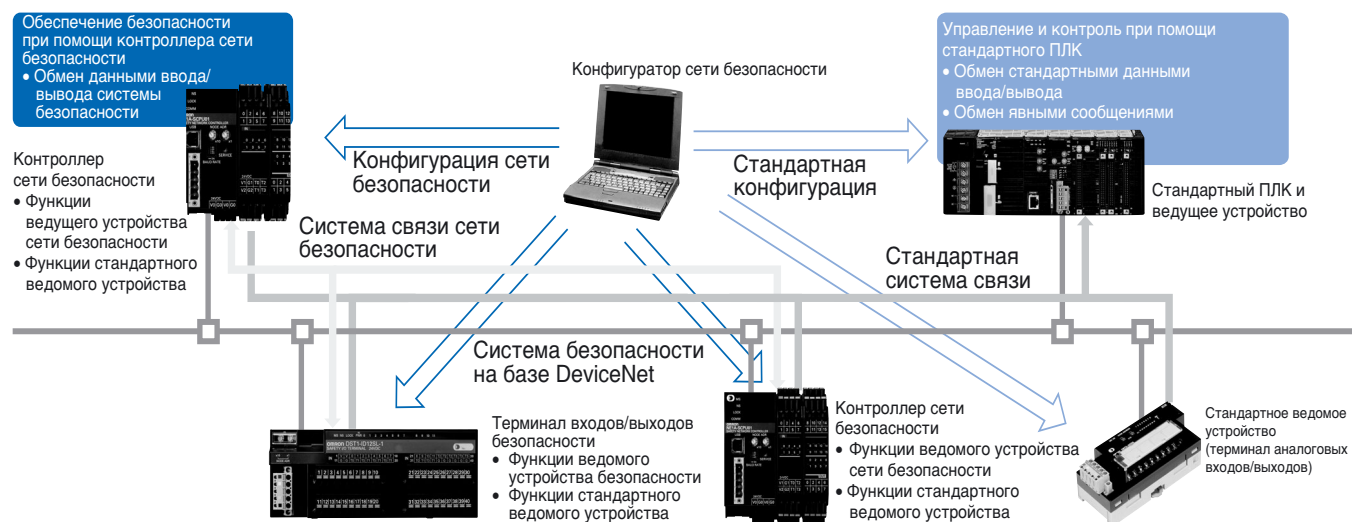 Обеспечение безопасности
при помощи контроллера сети
безопасности
• Обмен данными ввода/
вывода системы
безопасности
Управление и контроль при помощи
стандартного ПЛК
• Обмен стандартными данными
ввода/вывода
• Обмен явными сообщениями
Конфигуратор сети безопасности
Контроллер
сети безопасности
• Функции
ведущего устройства
сети безопасности
• Функции стандартного
ведомого устройства
Конфигурация сети
безопасности
Стандартная
конфигурация
Стандартный ПЛК и
ведущее устройство
Система связи сети
безопасности
Стандартная
система связи
Система безопасности
на базе DeviceNet
Терминал входов/выходов
безопасности
• Функции ведомого
устройства безопасности
• Функции стандартного
ведомого устройства
Контроллер сети
безопасности
• Функции ведомого устройства
сети безопасности
• Функции стандартного
ведомого устройства
Стандартное ведомое
устройство
(терминал аналоговых
входов/выходов)